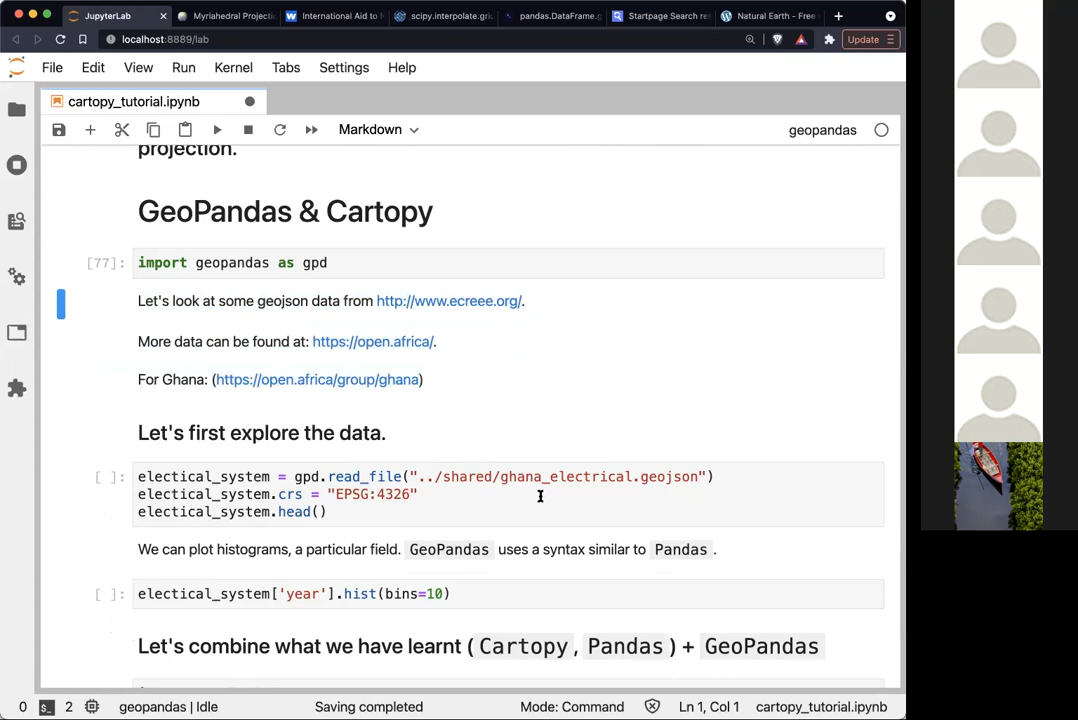 JupyterLab
Myriahedral Projecti
International Aid to M
scipy.interpolate.gri
pandas.DataFrame.g
Startpage Search res
Natural Earth - Free
localhost:8889/lab
Update
File Edit View Run Kernel Tabs Settings Help
cartopy_tutorial.ipynb
Markdown
geopandas
projection.
GeoPandas & Cartopy
[77]: import geopandas as gpd
Let's look at some geojson data from http://www.ecreee.org/.
More data can be found at: https://open.africa/.
For Ghana: (https://open.africa/group/ghana)
Let's first explore the data.
[ ]: electical_system = gpd.read_file("../shared/ghana_electrical.geojson")
electical_system.crs = "EPSG:4326"
electical_system.head()
We can plot histograms, a particular field. GeoPandas uses a syntax similar to Pandas.
[ ]: electical_system['year'].hist(bins=10)
Let's combine what we have learnt (Cartopy, Pandas) + GeoPandas
0 2 geopandas | Idle Saving completed Mode: Command Ln 1, Col 1 cartopy_tutorial.ipynb